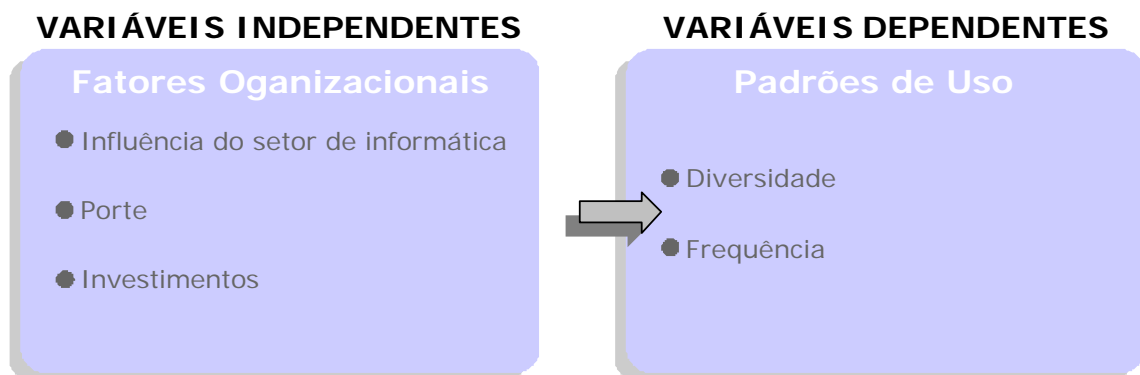 VARIÁVEIS INDEPENDENTES
Fatores Oganizacionais
Influência do setor de informática
Porte
Investimentos
VARIÁVEIS DEPENDENTES
Padrões de Uso
Diversidade
Frequência